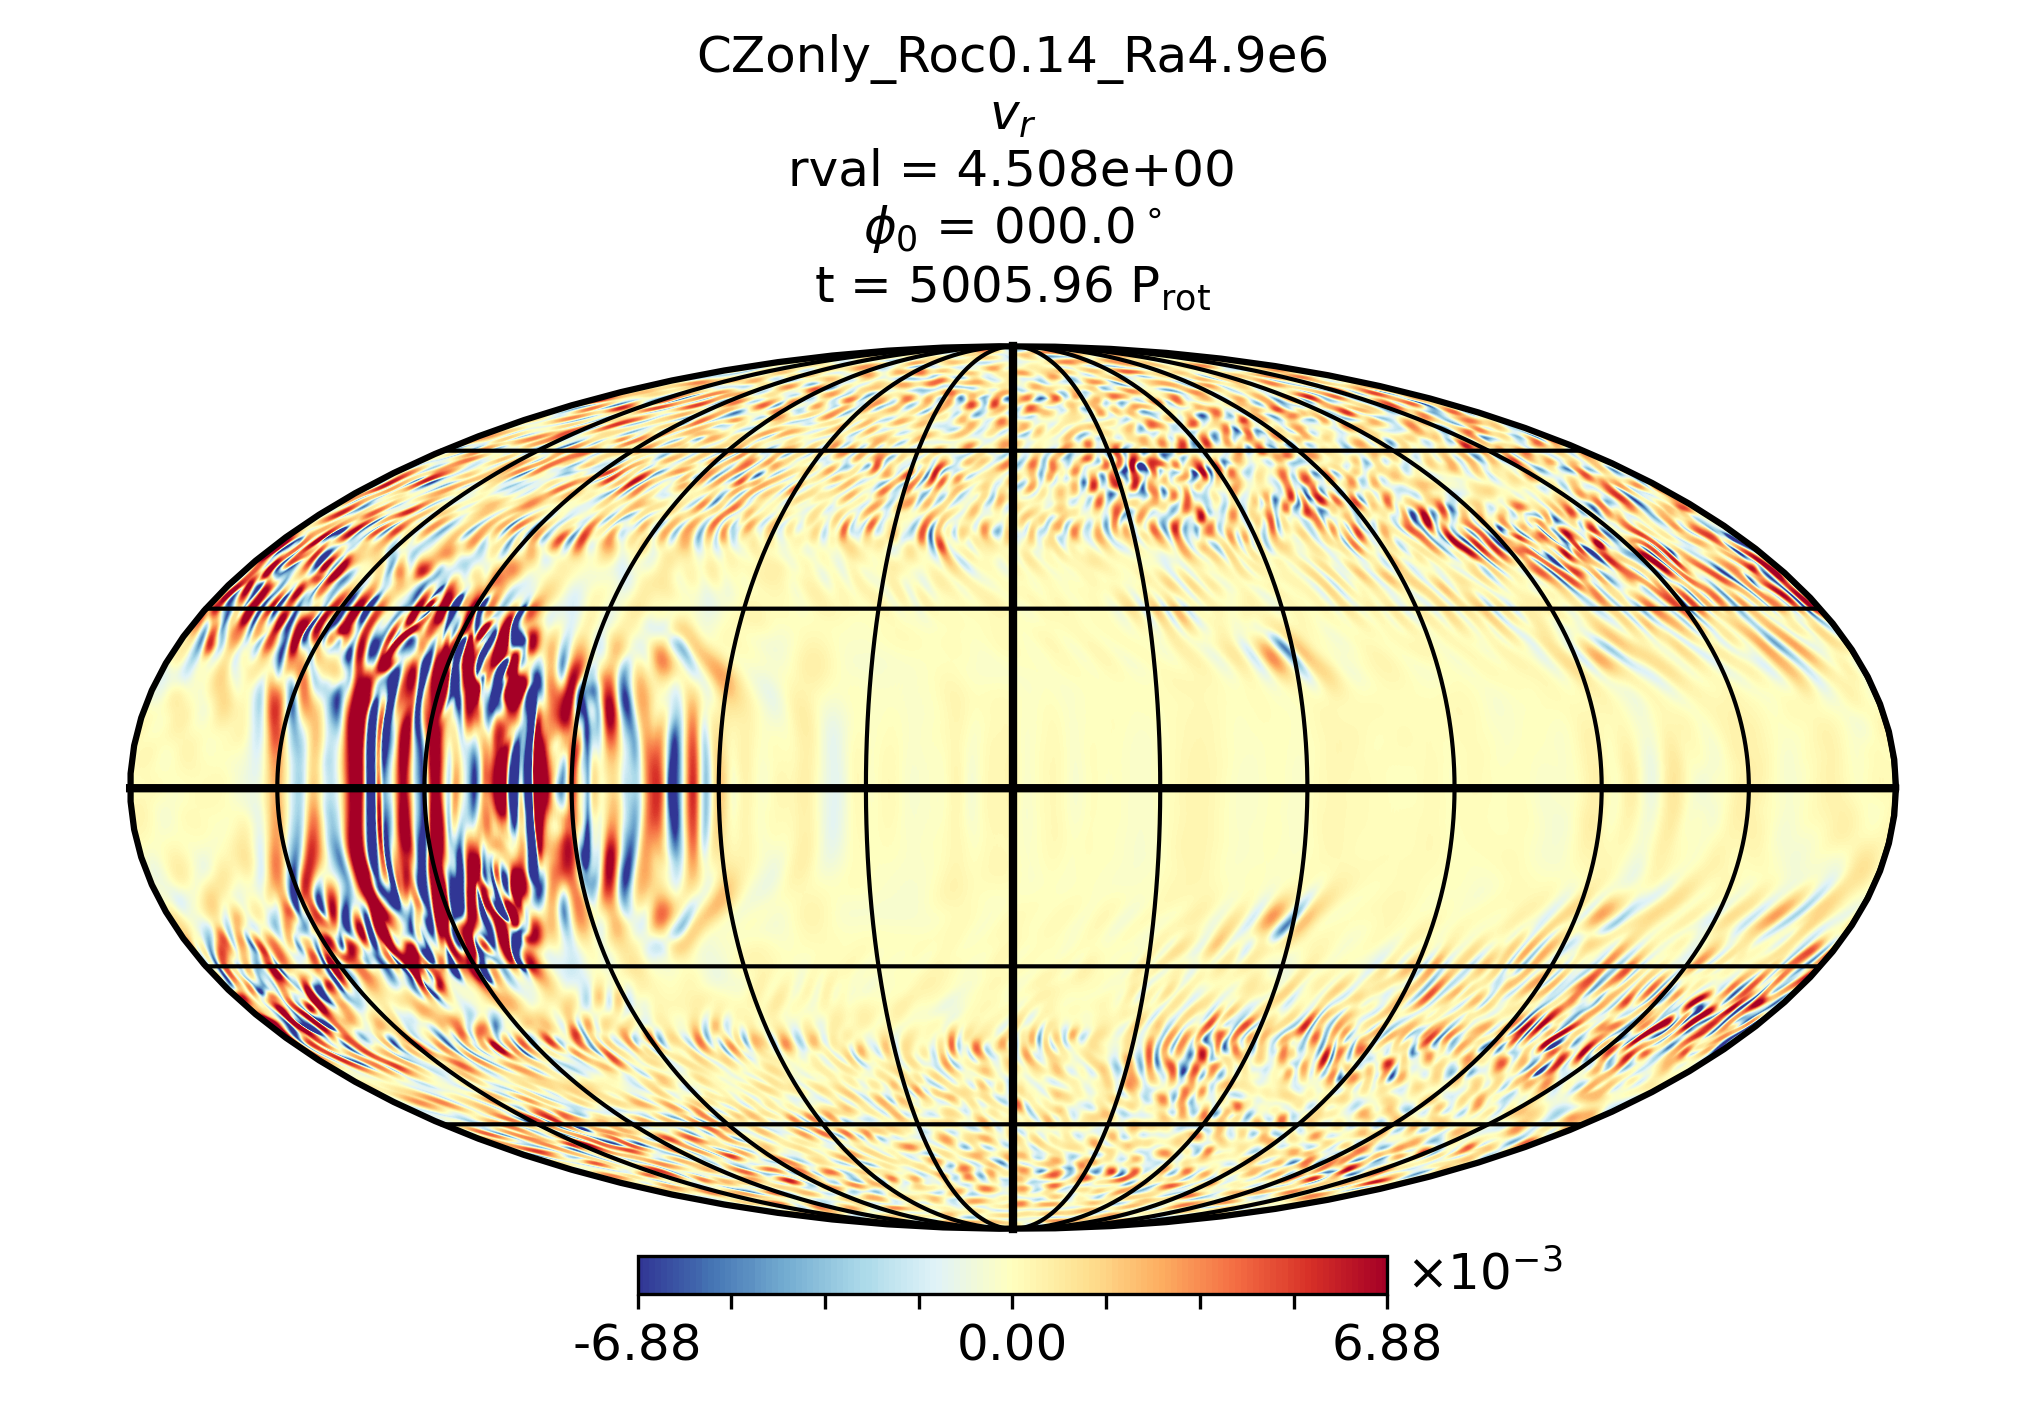 CZonly_Roc0.14_Ra4.9e6
v_r
rval = 4.508e+00
ϕ_0 = 000.0°
t = 5005.96 P_rot
×10^−3
-6.88 0.00 6.88